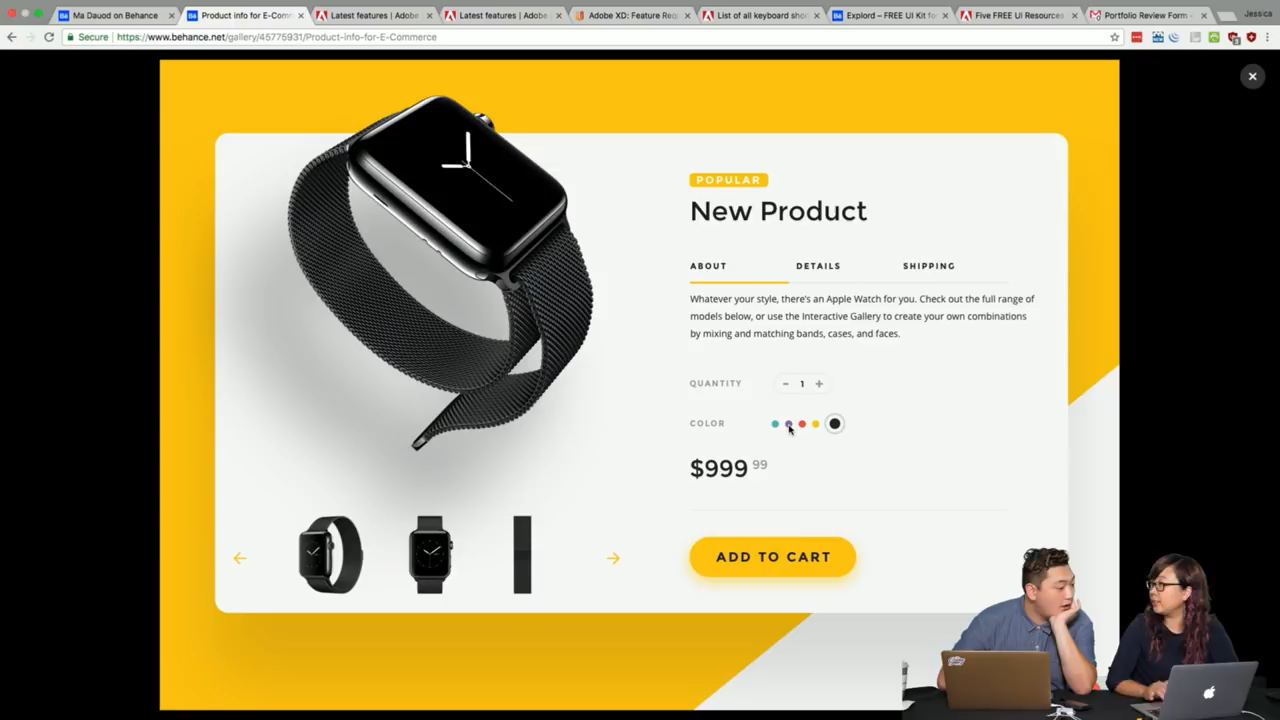 Ma Dauod on Behance
Product info for E-Comm
Latest features | Adobe
Latest features | Adobe
Adobe XD: Feature Req
List of all keyboard sho
Explord – FREE UI Kit fo
Five FREE UI Resources
Portfolio Review Form -
Jessica
Secure | https://www.behance.net/gallery/45775931/Product-info-for-E-Commerce
POPULAR
New Product
ABOUT
DETAILS
SHIPPING
Whatever your style, there's an Apple Watch for you. Check out the full range of
models below, or use the Interactive Gallery to create your own combinations
by mixing and matching bands, cases, and faces.
QUANTITY - 1 +
COLOR
$999 99
ADD TO CART